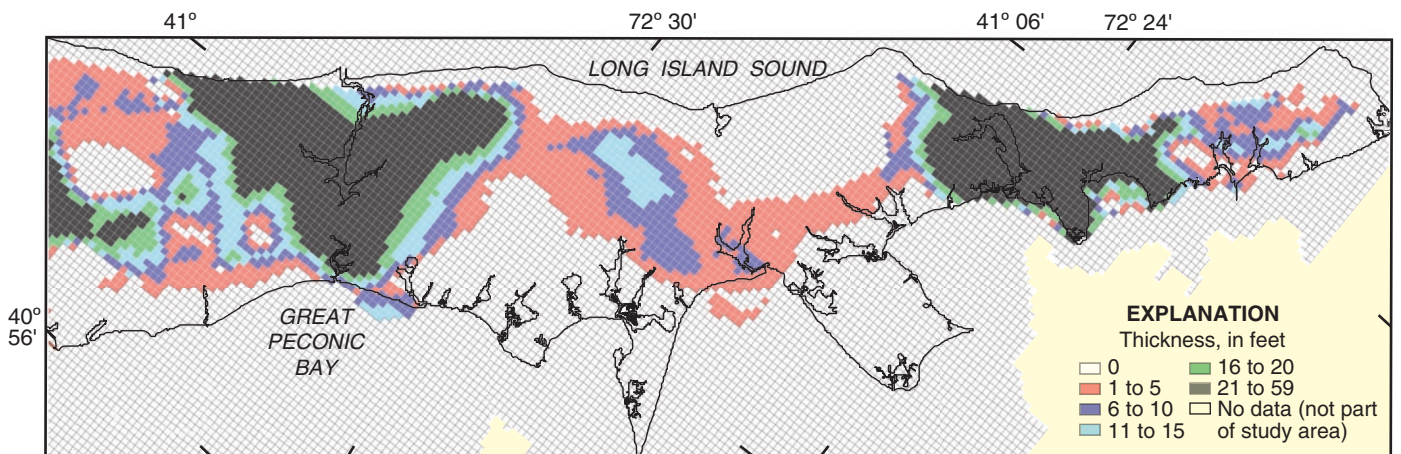 41° 72° 30' 41° 06' 72° 24'
LONG ISLAND SOUND
40°
56'
GREAT
PECONIC
BAY
EXPLANATION
Thickness, in feet
0
1 to 5
6 to 10
11 to 15
16 to 20
21 to 59
No data (not part
of study area)